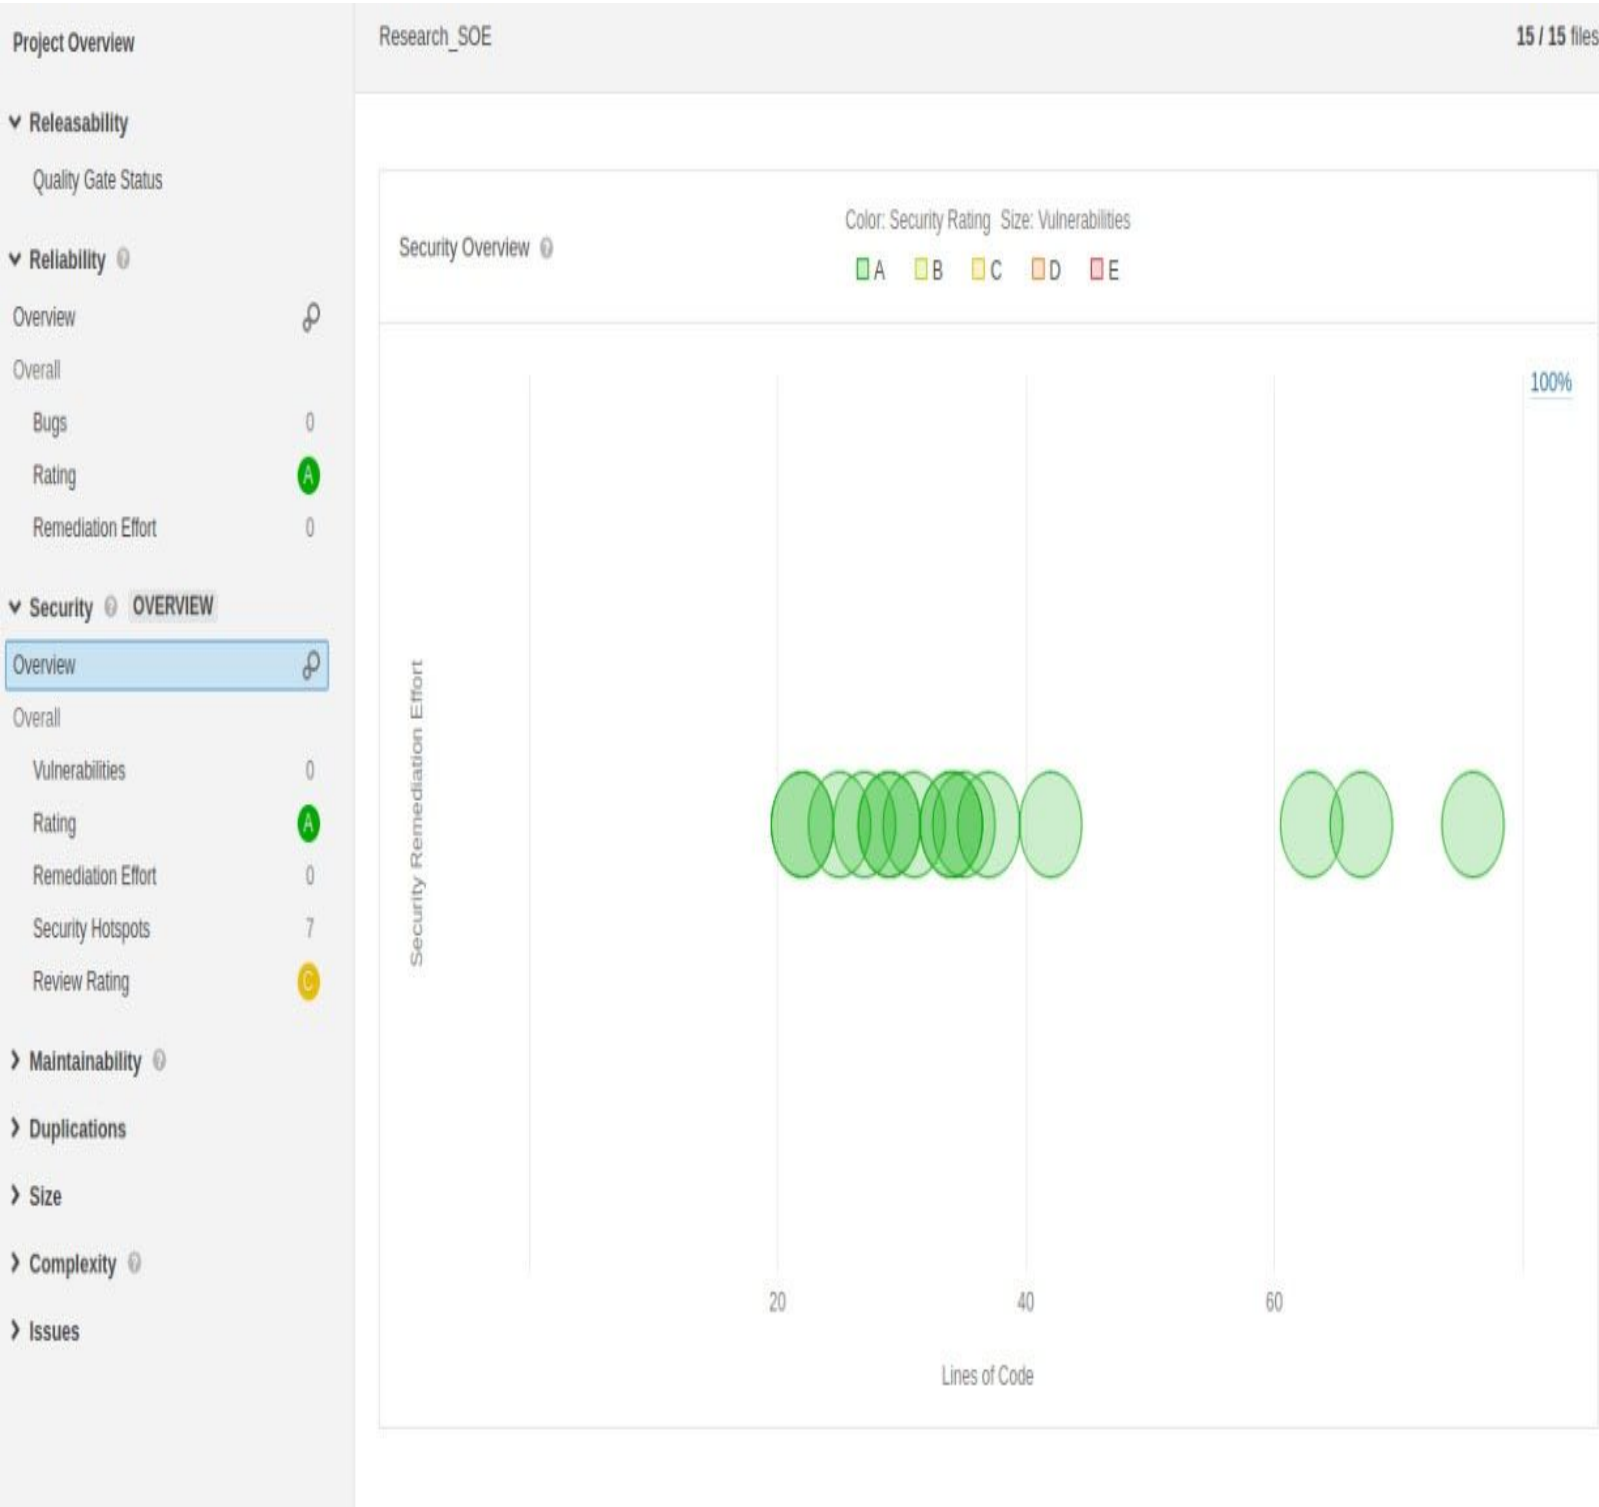 Project Overview
Releasability
Quality Gate Status
Reliability ?
Overview
Overall
Bugs 0
Rating A
Remediation Effort 0
Security ? OVERVIEW
Overview
Overall
Vulnerabilities 0
Rating A
Remediation Effort 0
Security Hotspots 7
Review Rating C
Maintainability ?
Duplications
Size
Complexity ?
Issues
Research_SOE
15 / 15 files
Security Overview ?
Color: Security Rating Size: Vulnerabilities
A B C D E
100%
Security Remediation Effort
20 40 60
Lines of Code